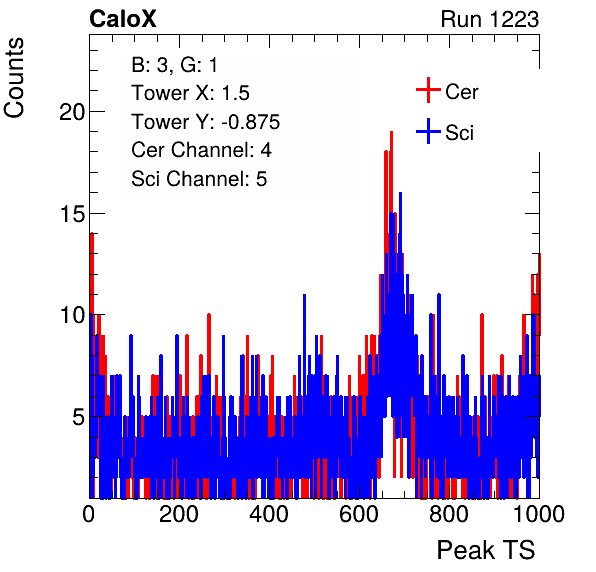 CaloX Run 1223
Counts
B: 3, G: 1
Tower X: 1.5
Tower Y: -0.875
Cer Channel: 4
Sci Channel: 5
Cer
Sci
20
15
10
5
0 200 400 600 800 1000
Peak TS